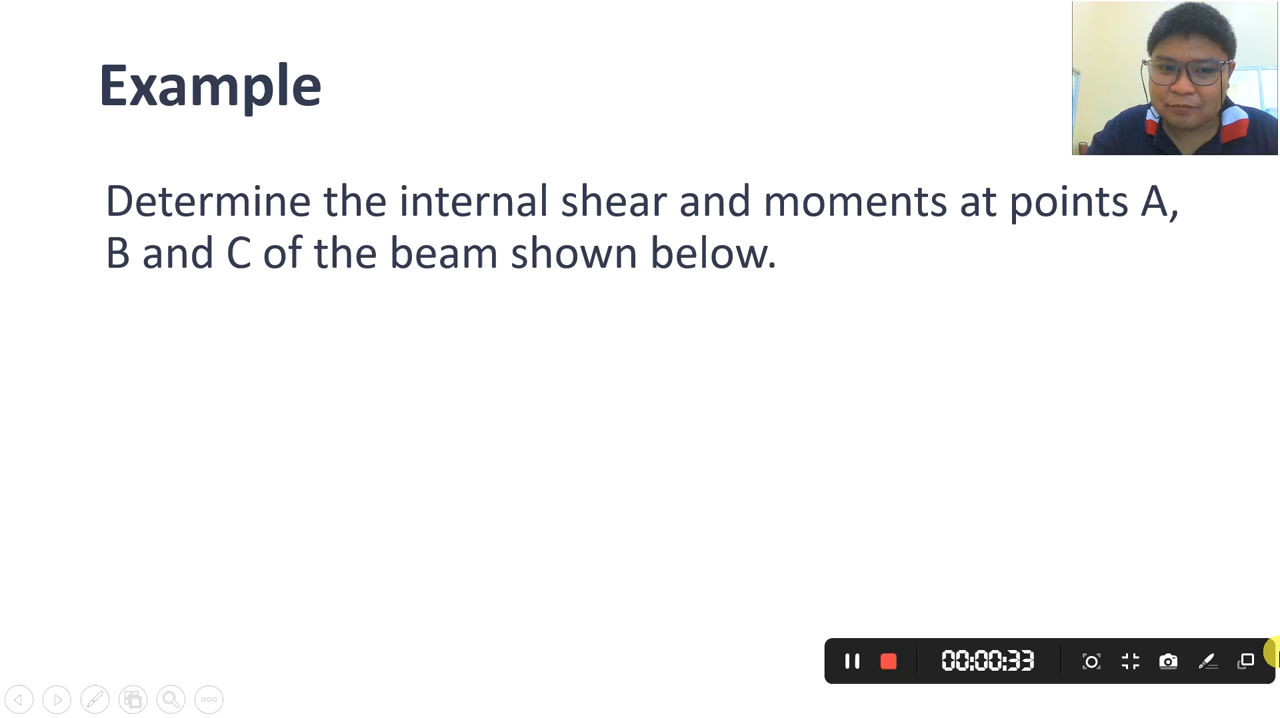 Example
Determine the internal shear and moments at points A,
B and C of the beam shown below.
00:00:33